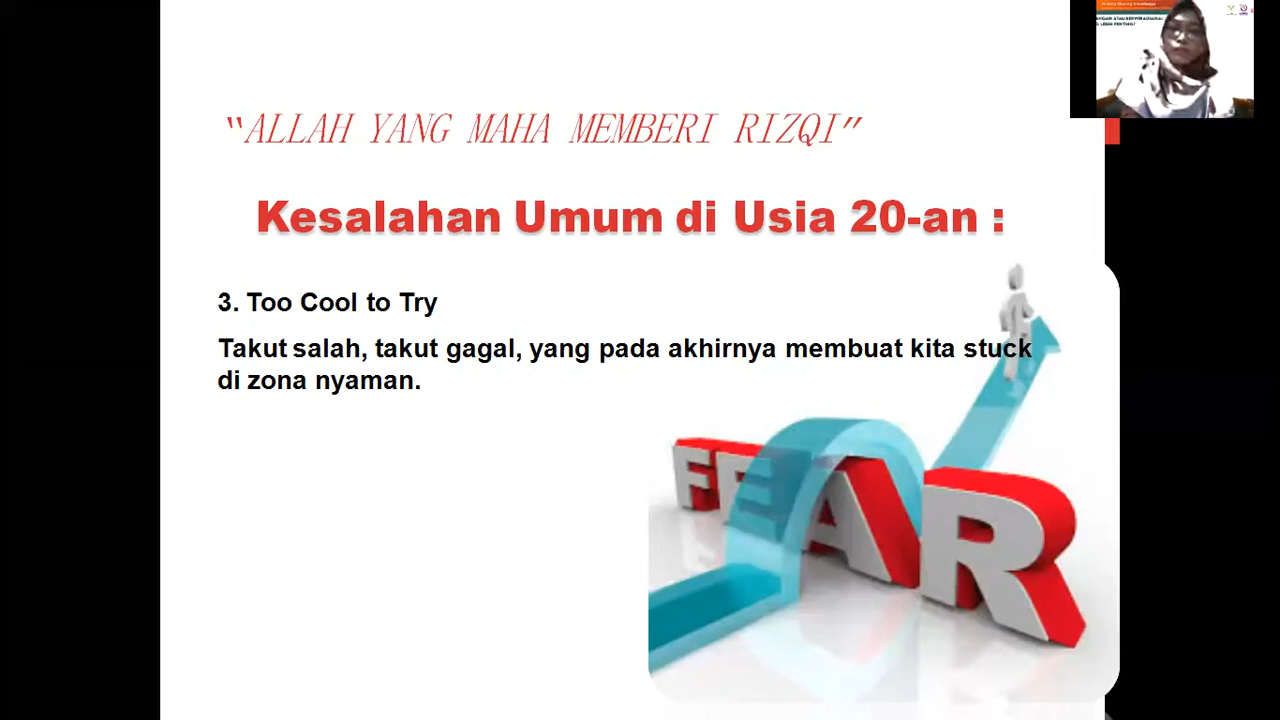 "ALLAH YANG MAHA MEMBERI RIZQI"
Kesalahan Umum di Usia 20-an :
3. Too Cool to Try
Takut salah, takut gagal, yang pada akhirnya membuat kita stuck
di zona nyaman.
FEAR